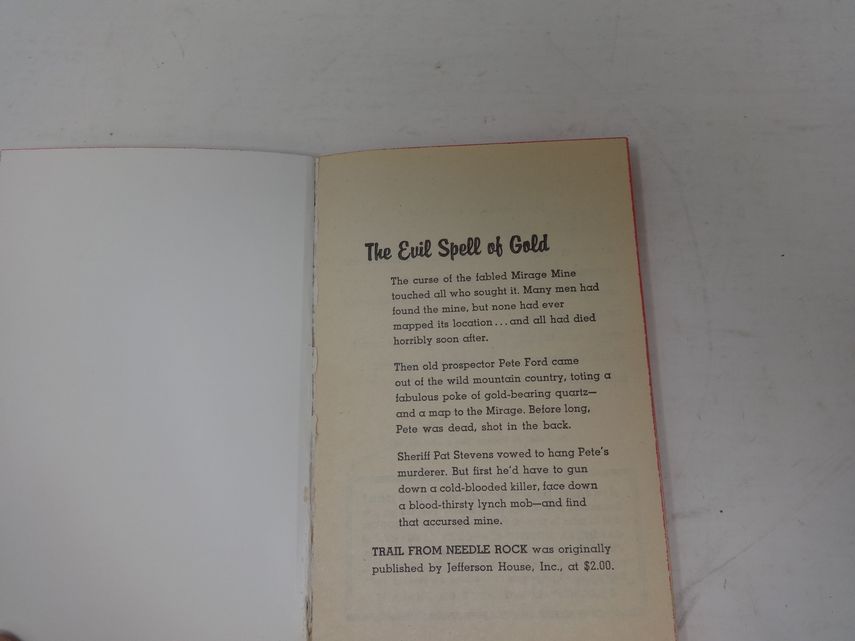 The Evil Spell of Gold
The curse of the fabled Mirage Mine
touched all who sought it. Many men had
found the mine, but none had ever
mapped its location...and all had died
horribly soon after.
Then old prospector Pete Ford came
out of the wild mountain country, toting a
fabulous poke of gold-bearing quartz—
and a map to the Mirage. Before long,
Pete was dead, shot in the back.
Sheriff Pat Stevens vowed to hang Pete's
murderer. But first he'd have to gun
down a cold-blooded killer, face down
a blood-thirsty lynch mob—and find
that accursed mine.
TRAIL FROM NEEDLE ROCK was originally
published by Jefferson House, Inc., at $2.00.